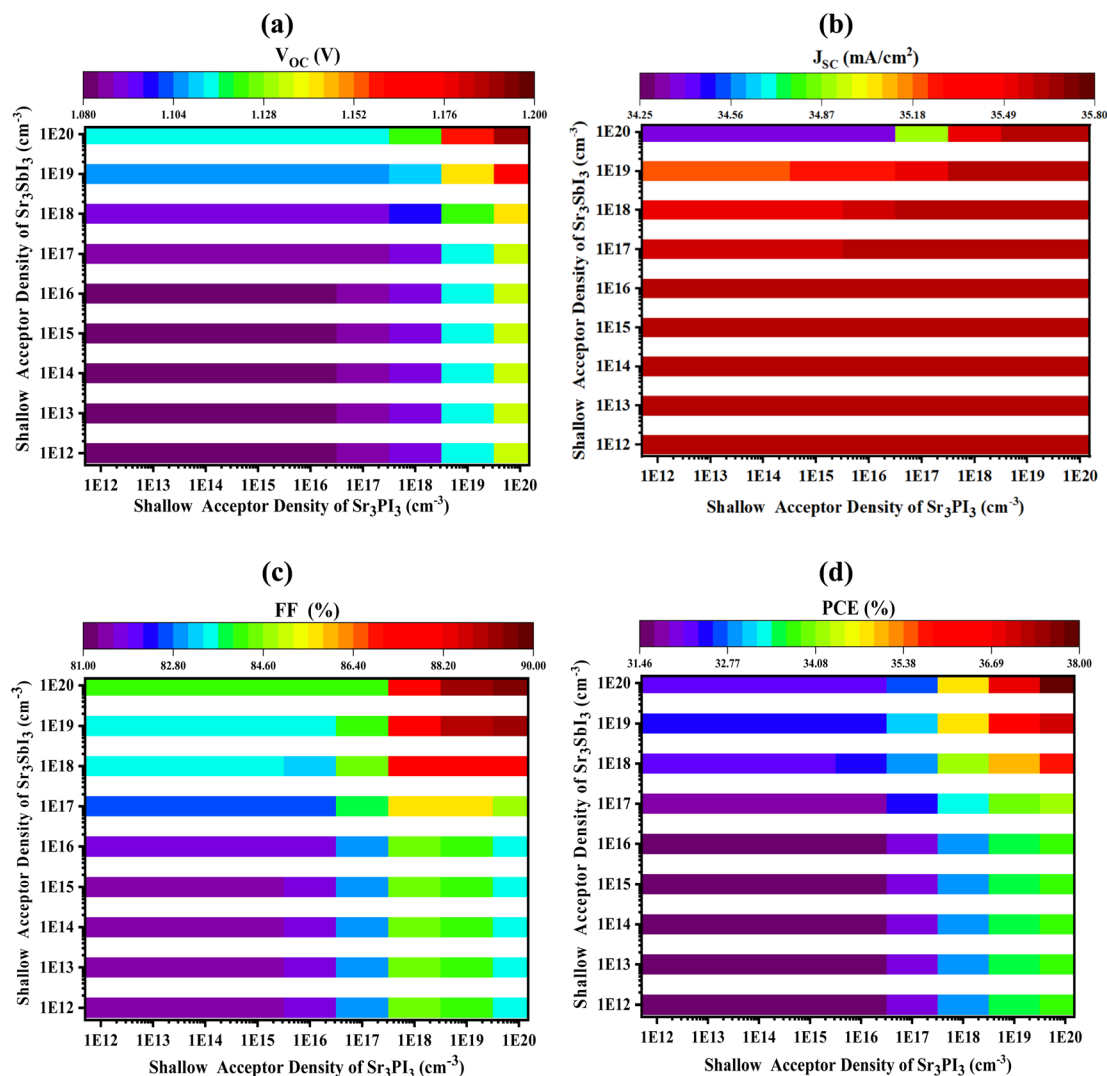 (a)
V_OC (V)
1.080 1.104 1.128 1.152 1.176 1.200
Shallow Acceptor Density of Sr₃SbI₃ (cm⁻³)
1E20
1E19
1E18
1E17
1E16
1E15
1E14
1E13
1E12
1E12 1E13 1E14 1E15 1E16 1E17 1E18 1E19 1E20
Shallow Acceptor Density of Sr₃PI₃ (cm⁻³)
(b)
J_SC (mA/cm²)
34.25 34.56 34.87 35.18 35.49 35.80
Shallow Acceptor Density of Sr₃SbI₃ (cm⁻³)
1E20
1E19
1E18
1E17
1E16
1E15
1E14
1E13
1E12
1E12 1E13 1E14 1E15 1E16 1E17 1E18 1E19 1E20
Shallow Acceptor Density of Sr₃PI₃ (cm⁻³)
(c)
FF (%)
81.00 82.80 84.60 86.40 88.20 90.00
Shallow Acceptor Density of Sr₃SbI₃ (cm⁻³)
1E20
1E19
1E18
1E17
1E16
1E15
1E14
1E13
1E12
1E12 1E13 1E14 1E15 1E16 1E17 1E18 1E19 1E20
Shallow Acceptor Density of Sr₃PI₃ (cm⁻³)
(d)
PCE (%)
31.46 32.77 34.08 35.38 36.69 38.00
Shallow Acceptor Density of Sr₃SbI₃ (cm⁻³)
1E20
1E19
1E18
1E17
1E16
1E15
1E14
1E13
1E12
1E12 1E13 1E14 1E15 1E16 1E17 1E18 1E19 1E20
Shallow Acceptor Density of Sr₃PI₃ (cm⁻³)